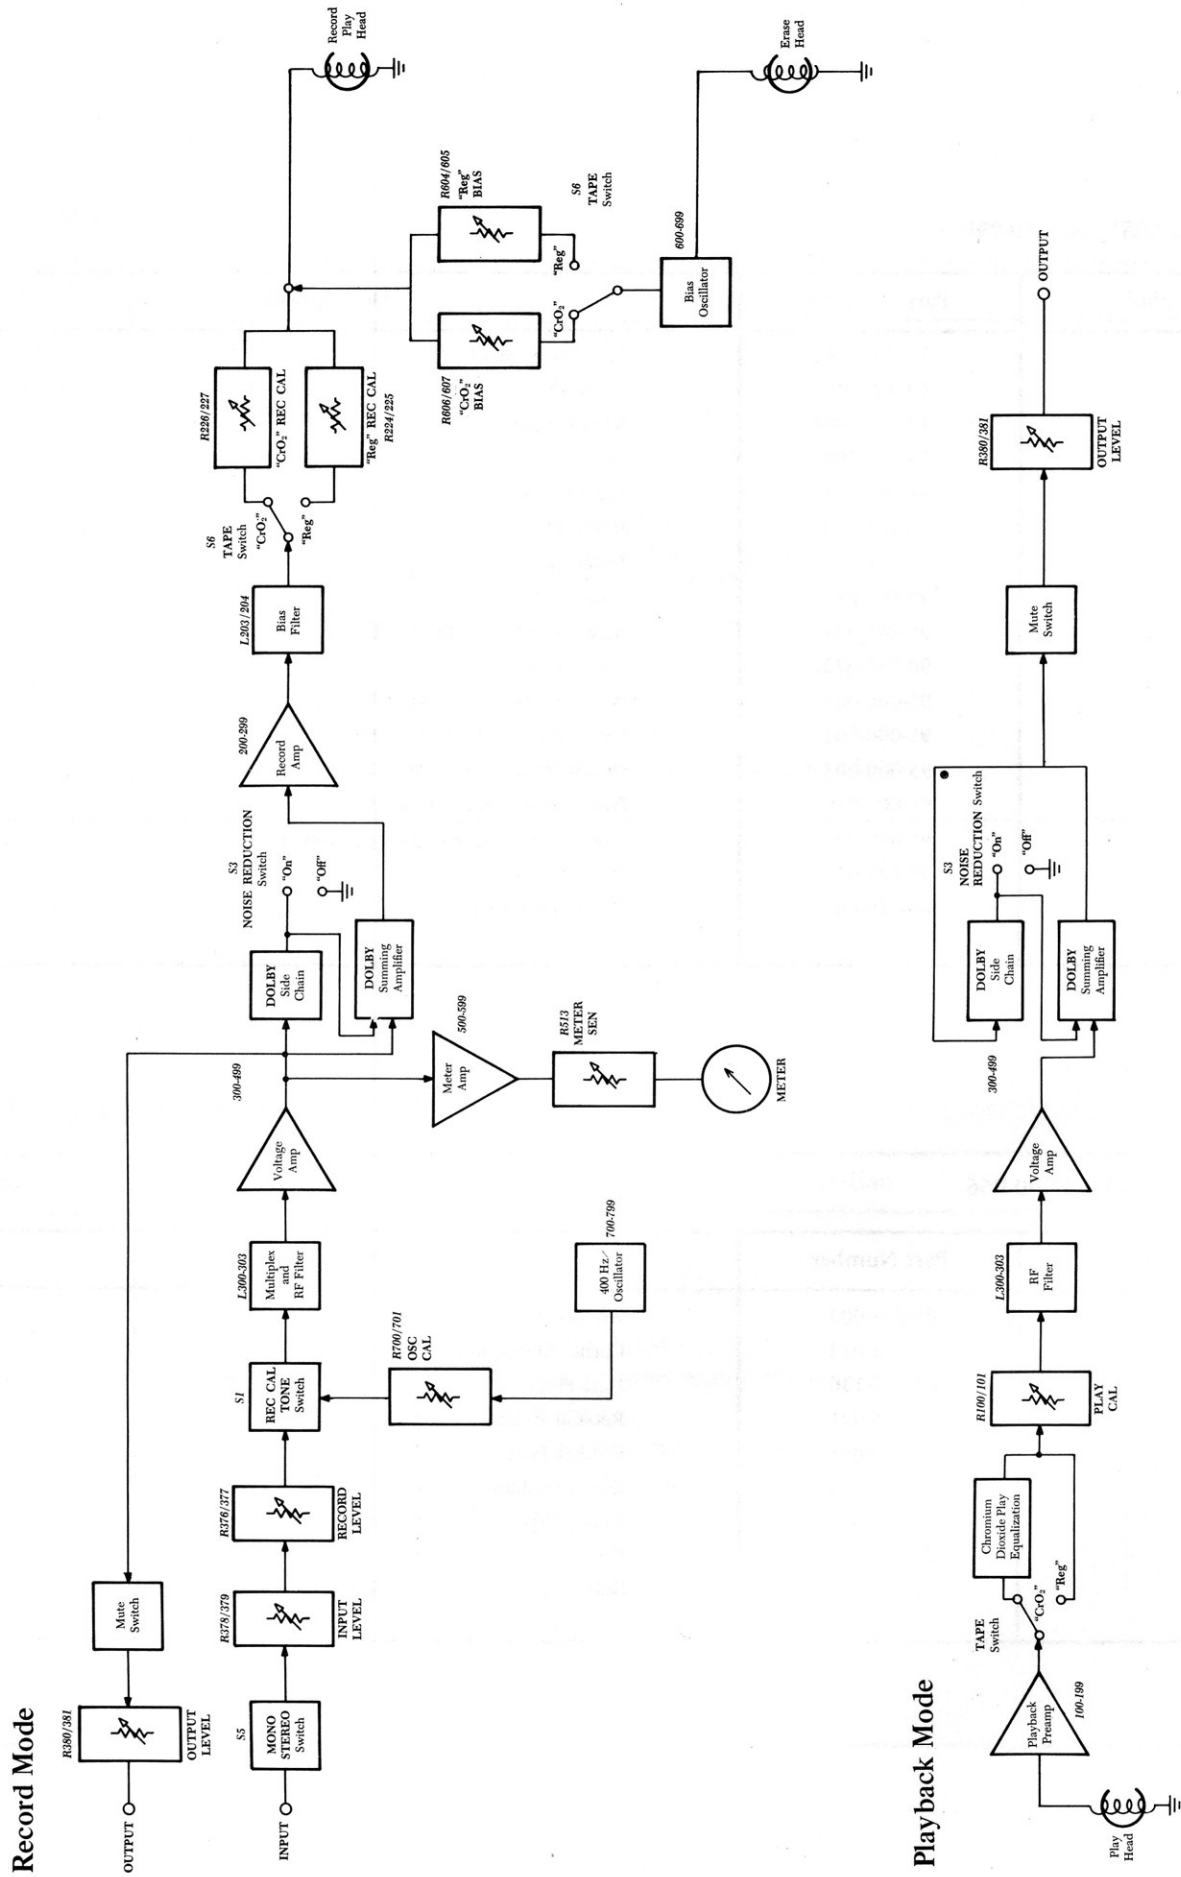 Record Mode
OUTPUT
R380/381
OUTPUT
LEVEL
Mute
Switch
INPUT
S5
MONO
STEREO
Switch
R378/379
INPUT
LEVEL
R376/377
RECORD
LEVEL
S1
REC CAL
TONE
Switch
R700/701
OSC
CAL
700-799
400 Hz
Oscillator
L300-303
Multiplex
and
RF Filter
300-499
Voltage
Amp
500-599
Meter
Amp
R513
METER
SEN
METER
DOLBY
Side
Chain
DOLBY
Summing
Amplifier
S3
NOISE REDUCTION
Switch
"On"
"Off"
200-299
Record
Amp
L203/204
Bias
Filter
S6
TAPE
Switch
"CrO2"
"Reg"
R226/227
"CrO2" REC CAL
"Reg" REC CAL
R224/225
R606/607
"CrO2"
BIAS
R604/605
"Reg"
BIAS
S6
TAPE
Switch
"CrO2"
"Reg"
600-699
Bias
Oscillator
Record
Play
Head
Erase
Head
Playback Mode
Play
Head
Playback
Preamp
100-199
TAPE
Switch
"CrO2"
"Reg"
Chromium
Dioxide Play
Equalization
R100/101
PLAY
CAL
L300-303
RF
Filter
300-499
Voltage
Amp
DOLBY
Side
Chain
DOLBY
Summing
Amplifier
S3
NOISE
REDUCTION Switch
"On"
"Off"
Mute
Switch
R380/381
OUTPUT
LEVEL
OUTPUT